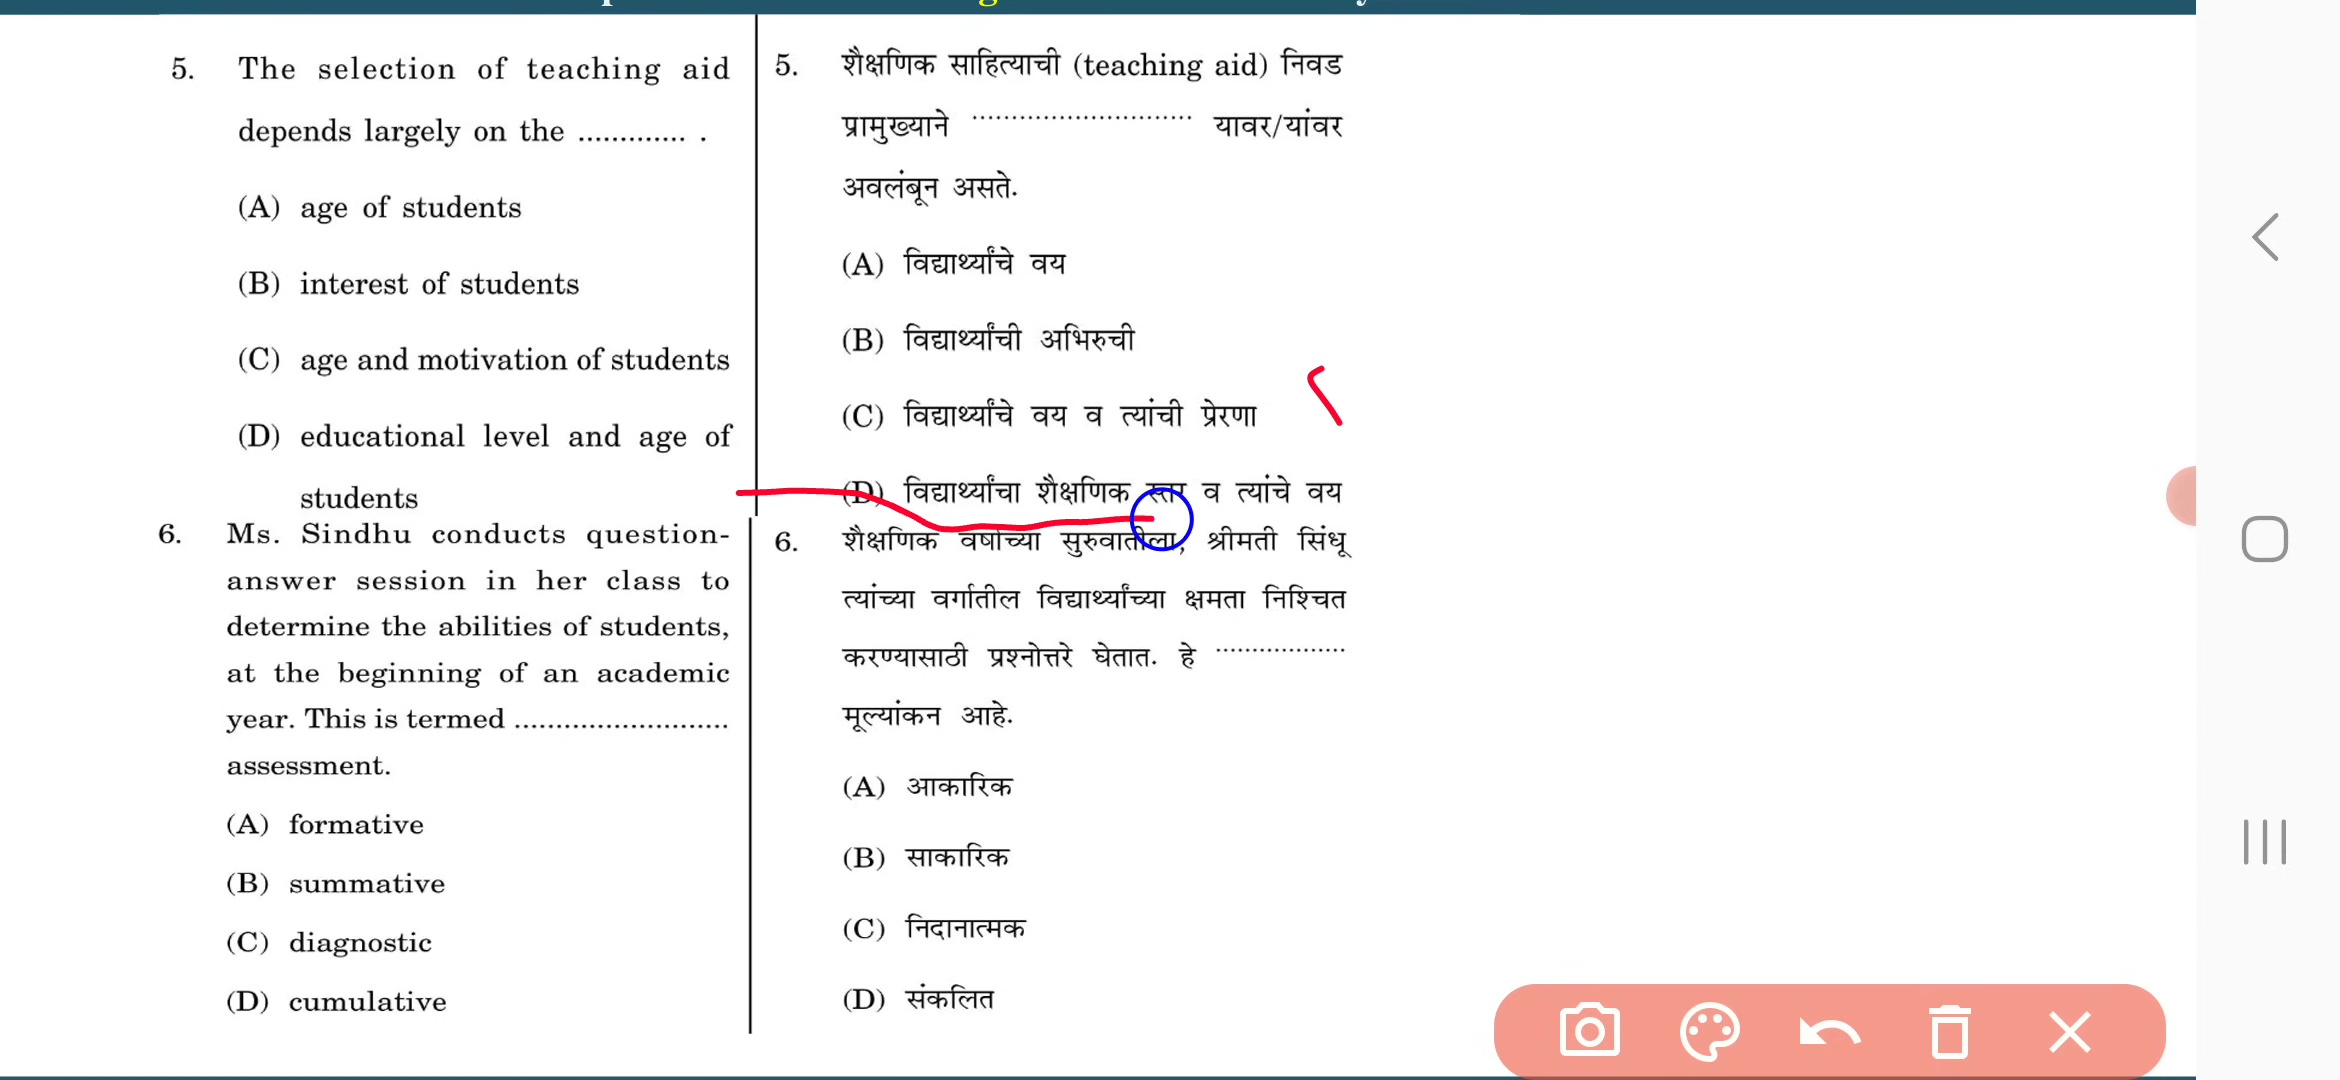 5. The selection of teaching aid
depends largely on the ............. .
(A) age of students
(B) interest of students
(C) age and motivation of students
(D) educational level and age of
students
6. Ms. Sindhu conducts question-
answer session in her class to
determine the abilities of students,
at the beginning of an academic
year. This is termed ..........................
assessment.
(A) formative
(B) summative
(C) diagnostic
(D) cumulative
5. शैक्षणिक साहित्याची (teaching aid) निवड
प्रामुख्याने ............................ यावर/यांवर
अवलंबून असते.
(A) विद्यार्थ्यांचे वय
(B) विद्यार्थ्यांची अभिरुची
(C) विद्यार्थ्यांचे वय व त्यांची प्रेरणा
(D) विद्यार्थ्यांचा शैक्षणिक स्तर व त्यांचे वय
6. शैक्षणिक वर्षाच्या सुरुवातीला, श्रीमती सिंधू
त्यांच्या वर्गातील विद्यार्थ्यांच्या क्षमता निश्चित
करण्यासाठी प्रश्नोत्तरे घेतात. हे ...................
मूल्यांकन आहे.
(A) आकारिक
(B) साकारिक
(C) निदानात्मक
(D) संकलित